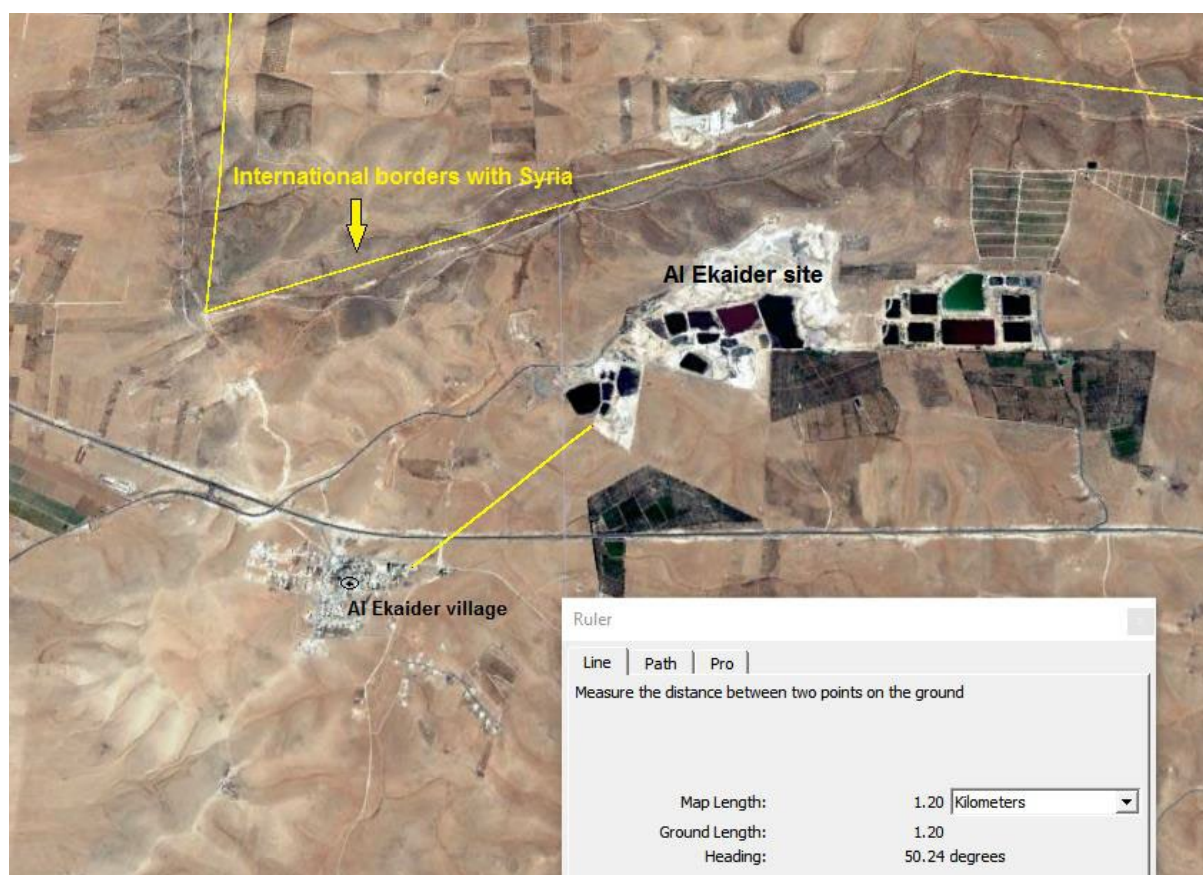 International borders with Syria
Al Ekaider site
Al Ekaider village
Ruler
Line Path Pro
Measure the distance between two points on the ground
Map Length: 1.20 Kilometers
Ground Length: 1.20
Heading: 50.24 degrees